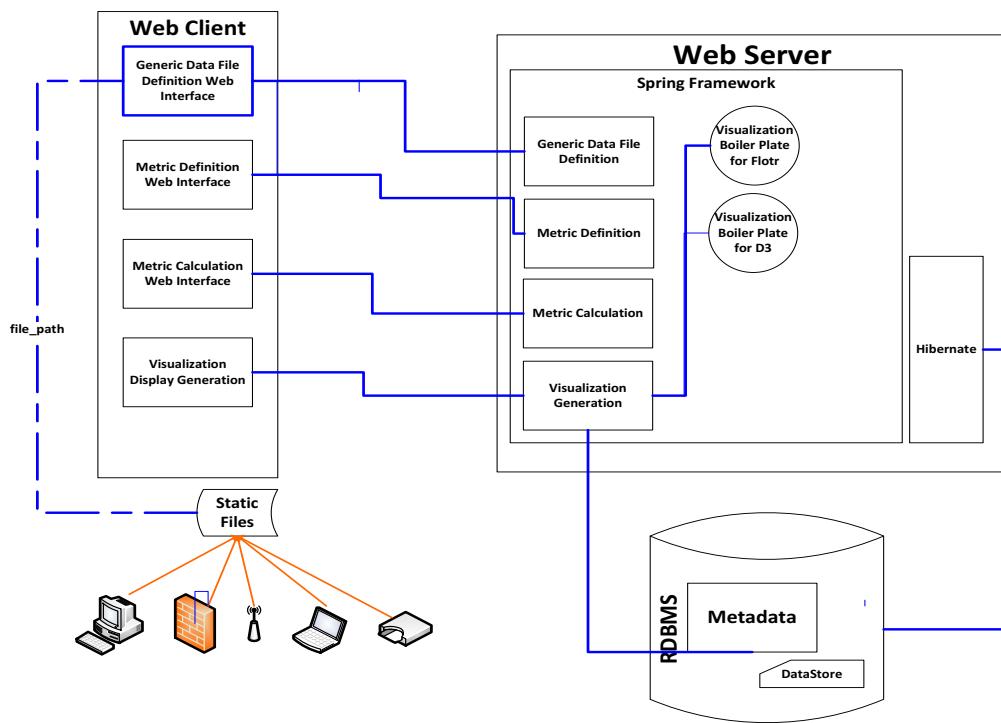 Web Client
Generic Data File
Definition Web
Interface
Metric Definition
Web Interface
Metric Calculation
Web Interface
Visualization
Display Generation
file_path
Static
Files
Web Server
Spring Framework
Generic Data File
Definition
Metric Definition
Metric Calculation
Visualization
Generation
Visualization
Boiler Plate
for Flotr
Visualization
Boiler Plate
for D3
Hibernate
RDBMS
Metadata
DataStore